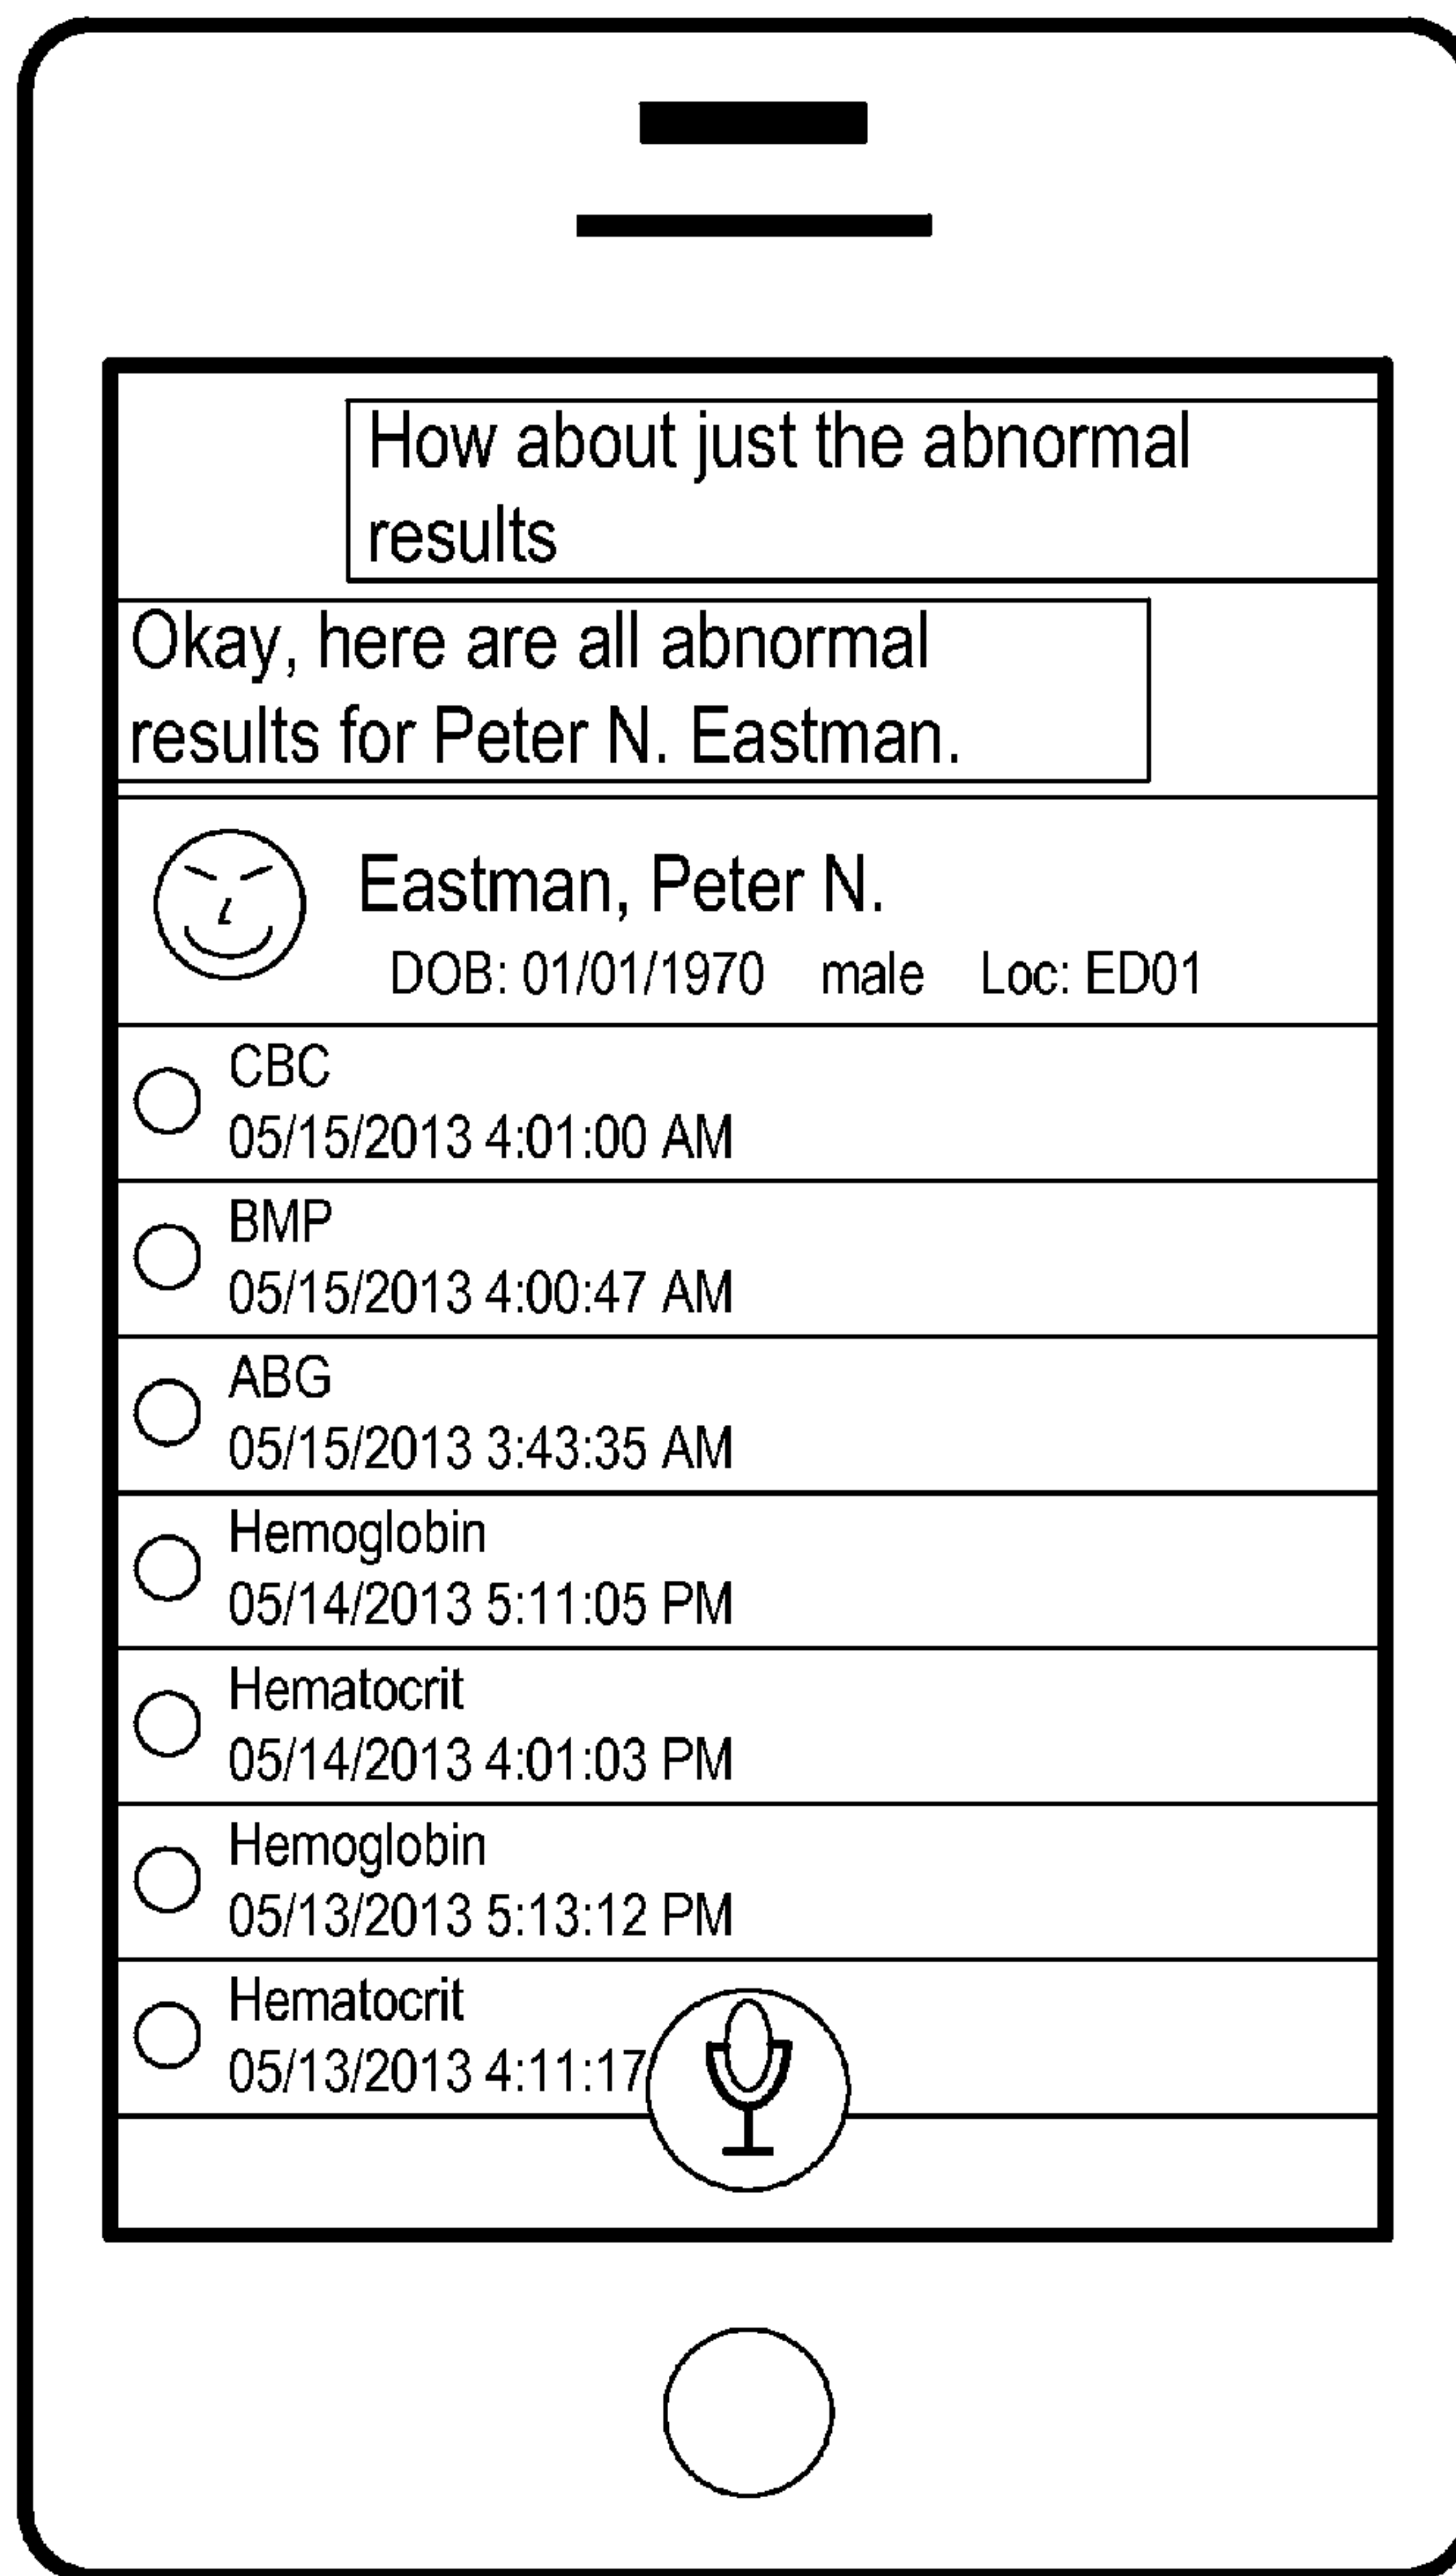 How about just the abnormal
results
Okay, here are all abnormal
results for Peter N. Eastman.
Eastman, Peter N.
DOB: 01/01/1970 male Loc: ED01
CBC
05/15/2013 4:01:00 AM
BMP
05/15/2013 4:00:47 AM
ABG
05/15/2013 3:43:35 AM
Hemoglobin
05/14/2013 5:11:05 PM
Hematocrit
05/14/2013 4:01:03 PM
Hemoglobin
05/13/2013 5:13:12 PM
Hematocrit
05/13/2013 4:11:17